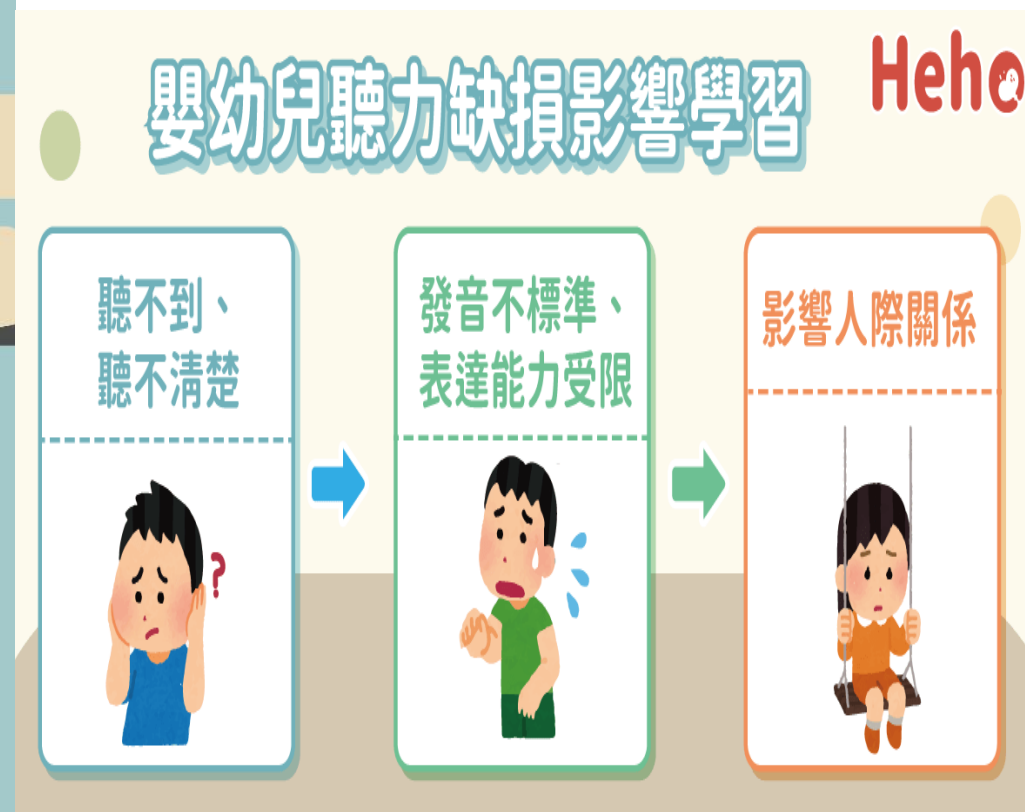 嬰幼兒聽力缺損影響學習
Heho
聽不到、
聽不清楚
發音不標準、
表達能力受限
影響人際關係
?